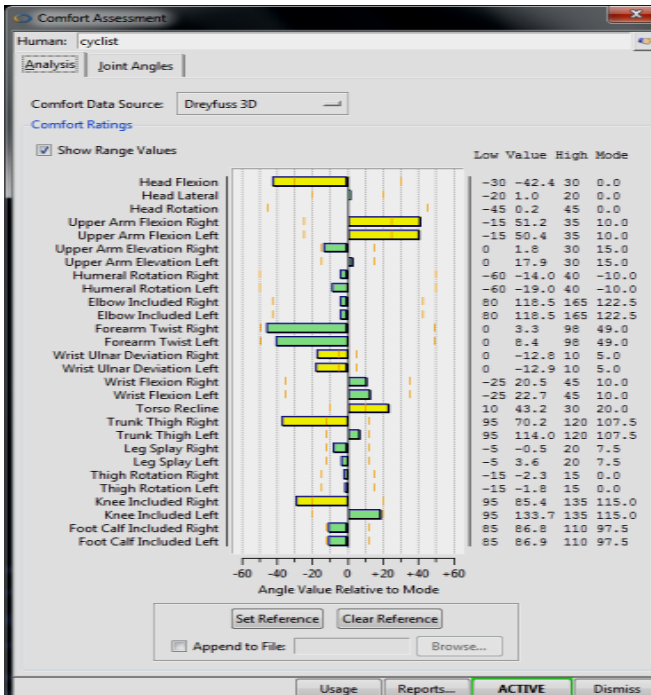 Comfort Assessment
Human: cyclist
Analysis Joint Angles
Comfort Data Source: Dreyfuss 3D
Comfort Ratings
Show Range Values
Low Value High Mode
Head Flexion -30 -42.4 30 0.0
Head Lateral -20 1.0 20 0.0
Head Rotation -45 0.2 45 0.0
Upper Arm Flexion Right -15 51.2 35 10.0
Upper Arm Flexion Left -15 50.4 35 10.0
Upper Arm Elevation Right 0 1.8 30 15.0
Upper Arm Elevation Left 0 17.9 30 15.0
Humeral Rotation Right -60 -14.0 40 -10.0
Humeral Rotation Left -60 -19.0 40 -10.0
Elbow Included Right 80 118.5 165 122.5
Elbow Included Left 80 118.5 165 122.5
Forearm Twist Right 0 3.3 98 49.0
Forearm Twist Left 0 8.4 98 49.0
Wrist Ulnar Deviation Right 0 -12.8 10 5.0
Wrist Ulnar Deviation Left 0 -12.9 10 5.0
Wrist Flexion Right -25 20.5 45 10.0
Wrist Flexion Left -25 22.7 45 10.0
Torso Recline 10 43.2 30 20.0
Trunk Thigh Right 95 70.2 120 107.5
Trunk Thigh Left 95 114.0 120 107.5
Leg Splay Right -5 -0.5 20 7.5
Leg Splay Left -5 3.6 20 7.5
Thigh Rotation Right -15 -2.3 15 0.0
Thigh Rotation Left -15 -1.8 15 0.0
Knee Included Right 95 85.4 135 115.0
Knee Included Left 95 133.7 135 115.0
Foot Calf Included Right 85 86.8 110 97.5
Foot Calf Included Left 85 86.9 110 97.5
-60 -40 -20 0 +20 +40 +60
Angle Value Relative to Mode
Set Reference Clear Reference
Append to File: Browse...
Usage Reports... ACTIVE Dismiss